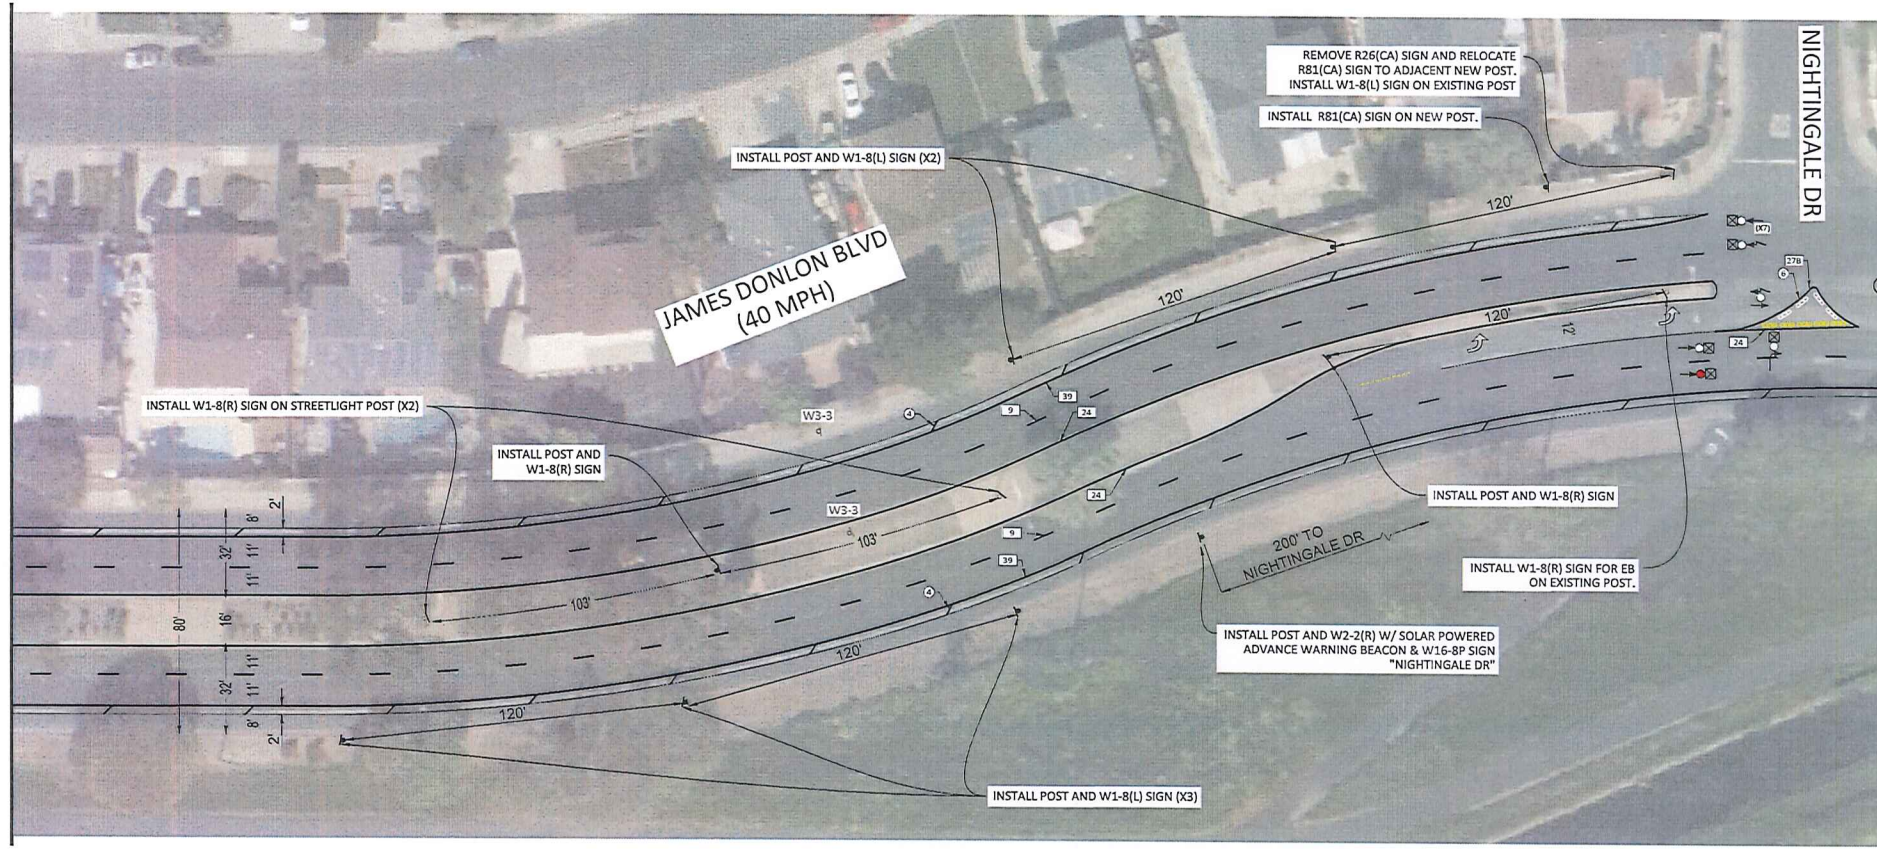 REMOVE R26(CA) SIGN AND RELOCATE
R81(CA) SIGN TO ADJACENT NEW POST.
INSTALL W1-8(L) SIGN ON EXISTING POST
INSTALL R81(CA) SIGN ON NEW POST.
NIGHTINGALE DR
INSTALL POST AND W1-8(L) SIGN (X2)
120'
120'
(X7)
27B
6
24
JAMES DONLON BLVD
(40 MPH)
120'
12'
INSTALL W1-8(R) SIGN ON STREETLIGHT POST (X2)
W3-3
4
9
39
24
INSTALL POST AND
W1-8(R) SIGN
W3-3
103'
103'
24
9
39
4
INSTALL POST AND W1-8(R) SIGN
200' TO
NIGHTINGALE DR
INSTALL W1-8(R) SIGN FOR EB
ON EXISTING POST.
2'
8'
32'
11'
11'
80'
16'
11'
32'
11'
8'
2'
120'
120'
INSTALL POST AND W2-2(R) W/ SOLAR POWERED
ADVANCE WARNING BEACON & W16-8P SIGN
"NIGHTINGALE DR"
INSTALL POST AND W1-8(L) SIGN (X3)